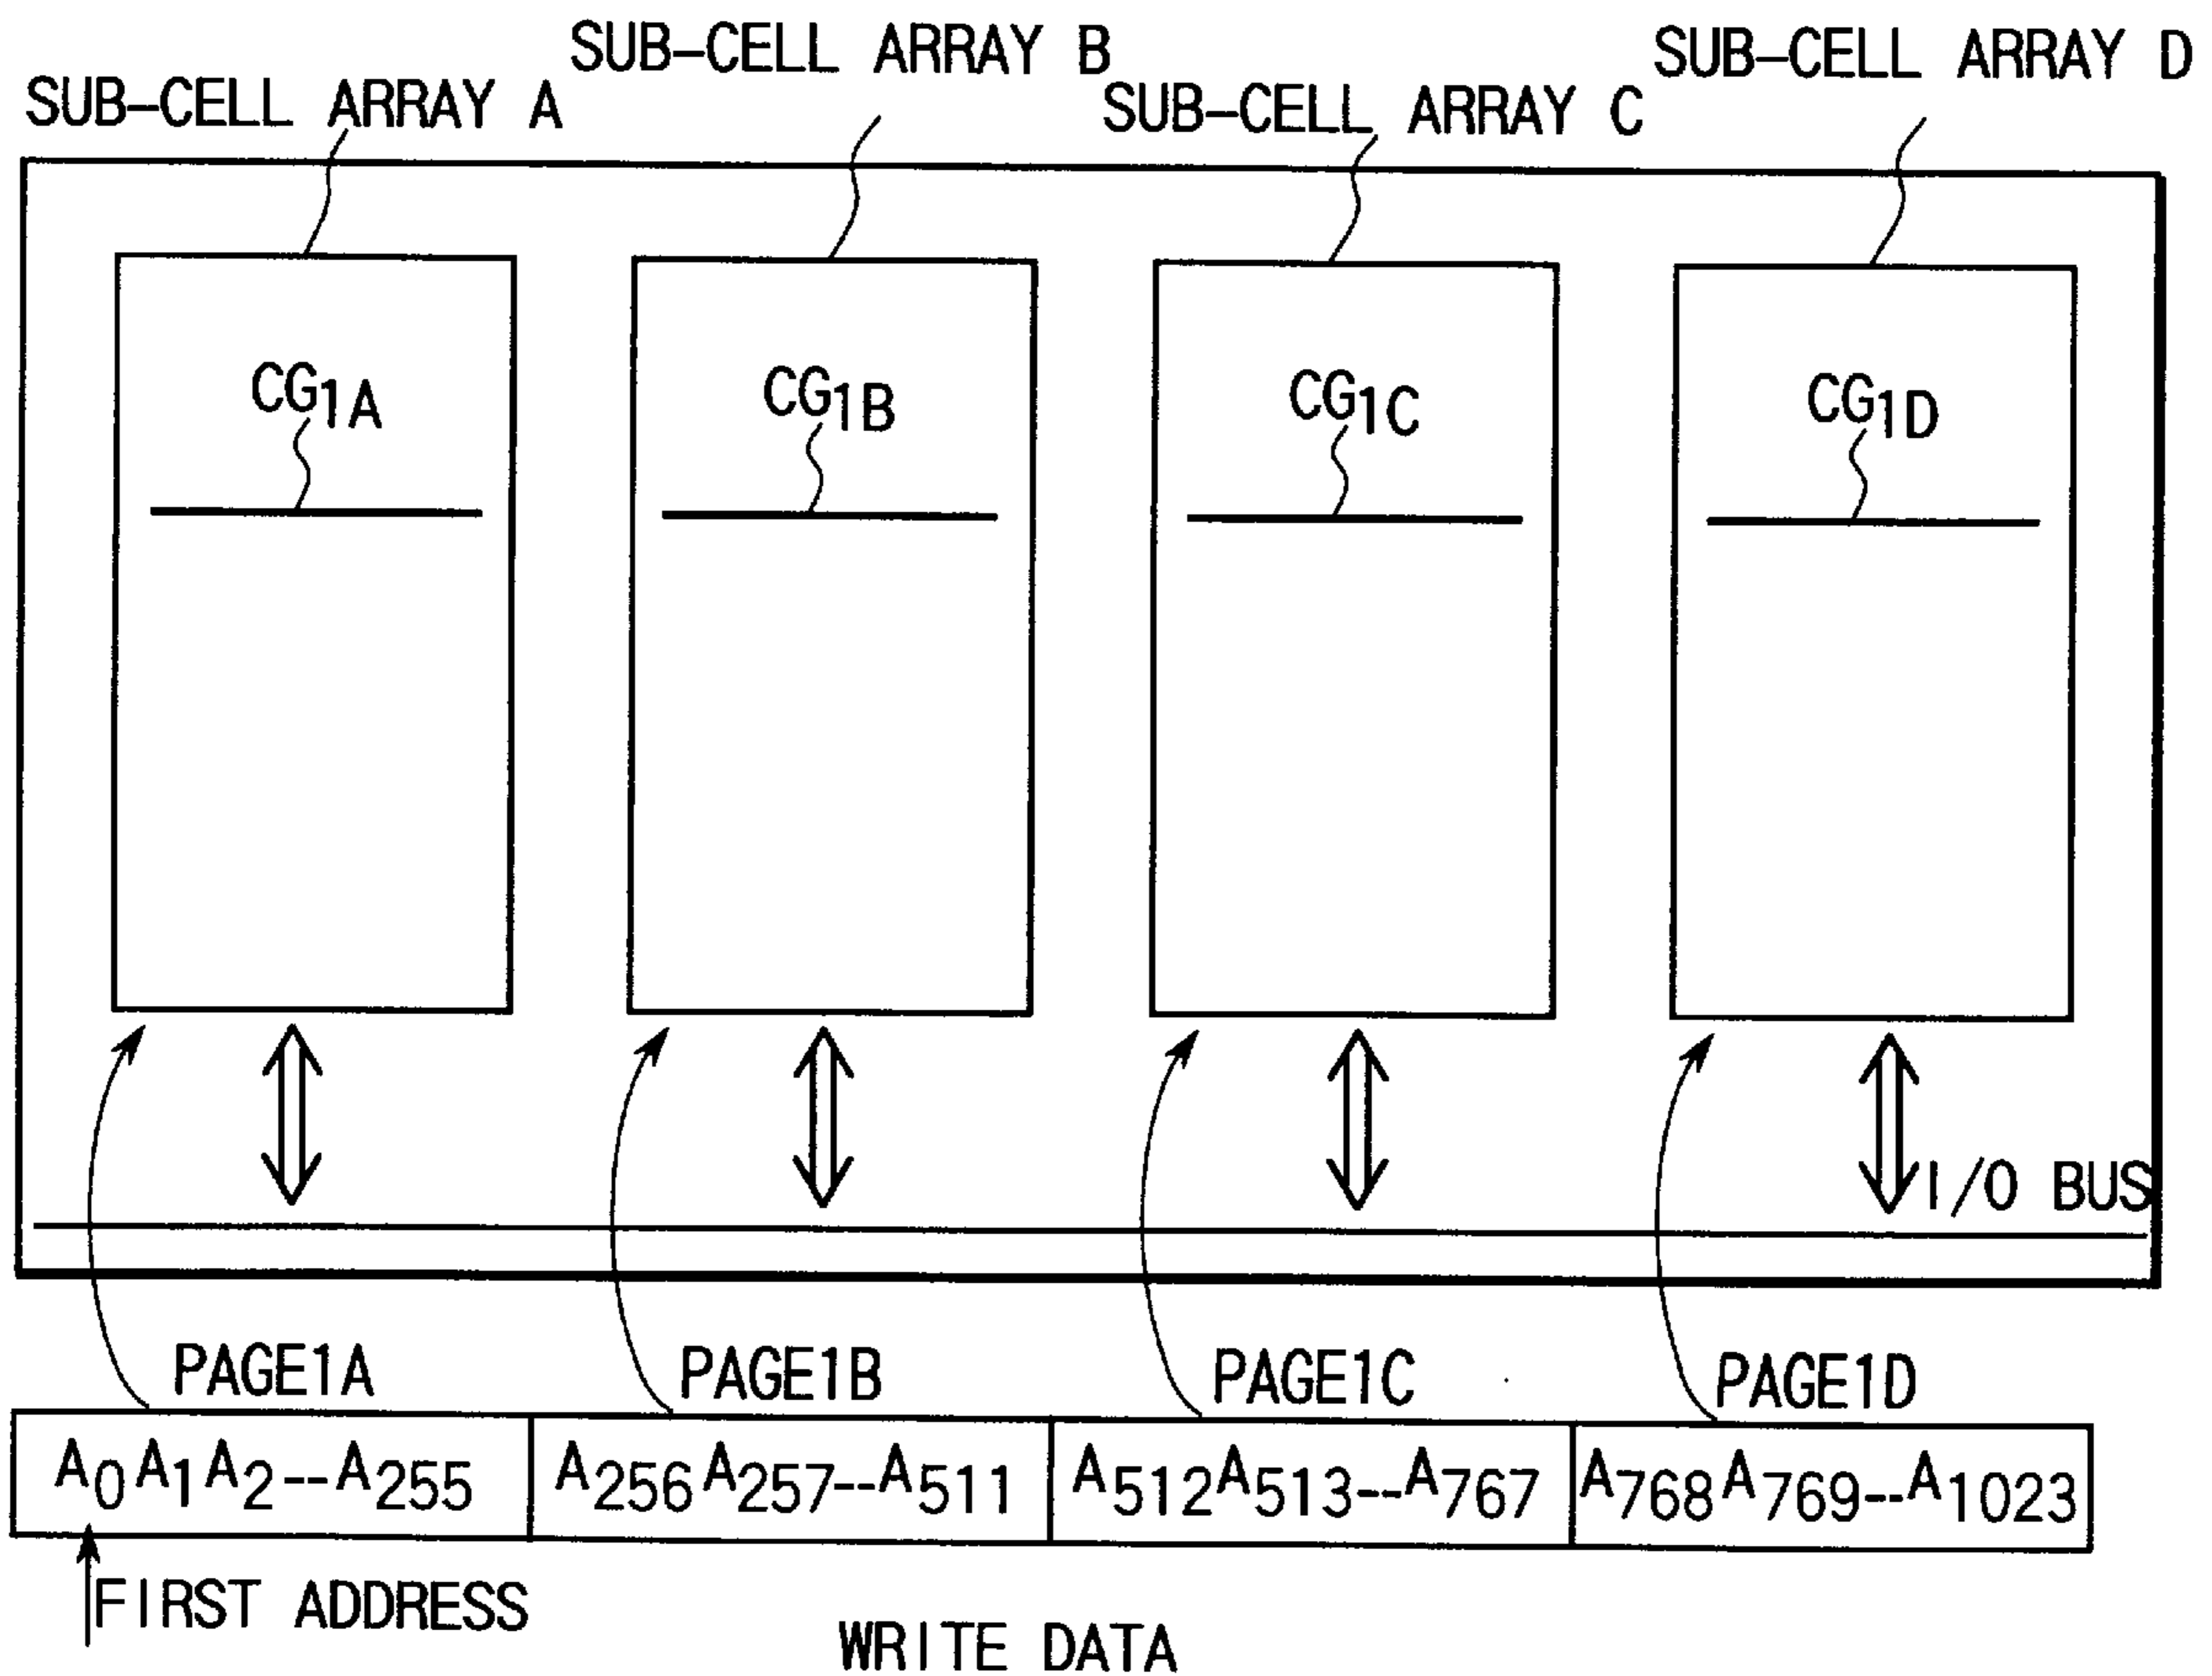 SUB-CELL ARRAY A
SUB-CELL ARRAY B
SUB-CELL ARRAY C
SUB-CELL ARRAY D
CG1A
CG1B
CG1C
CG1D
I/O BUS
PAGE1A
PAGE1B
PAGE1C
PAGE1D
A0 A1 A2--A255
A256 A257--A511
A512 A513--A767
A768 A769--A1023
FIRST ADDRESS
WRITE DATA